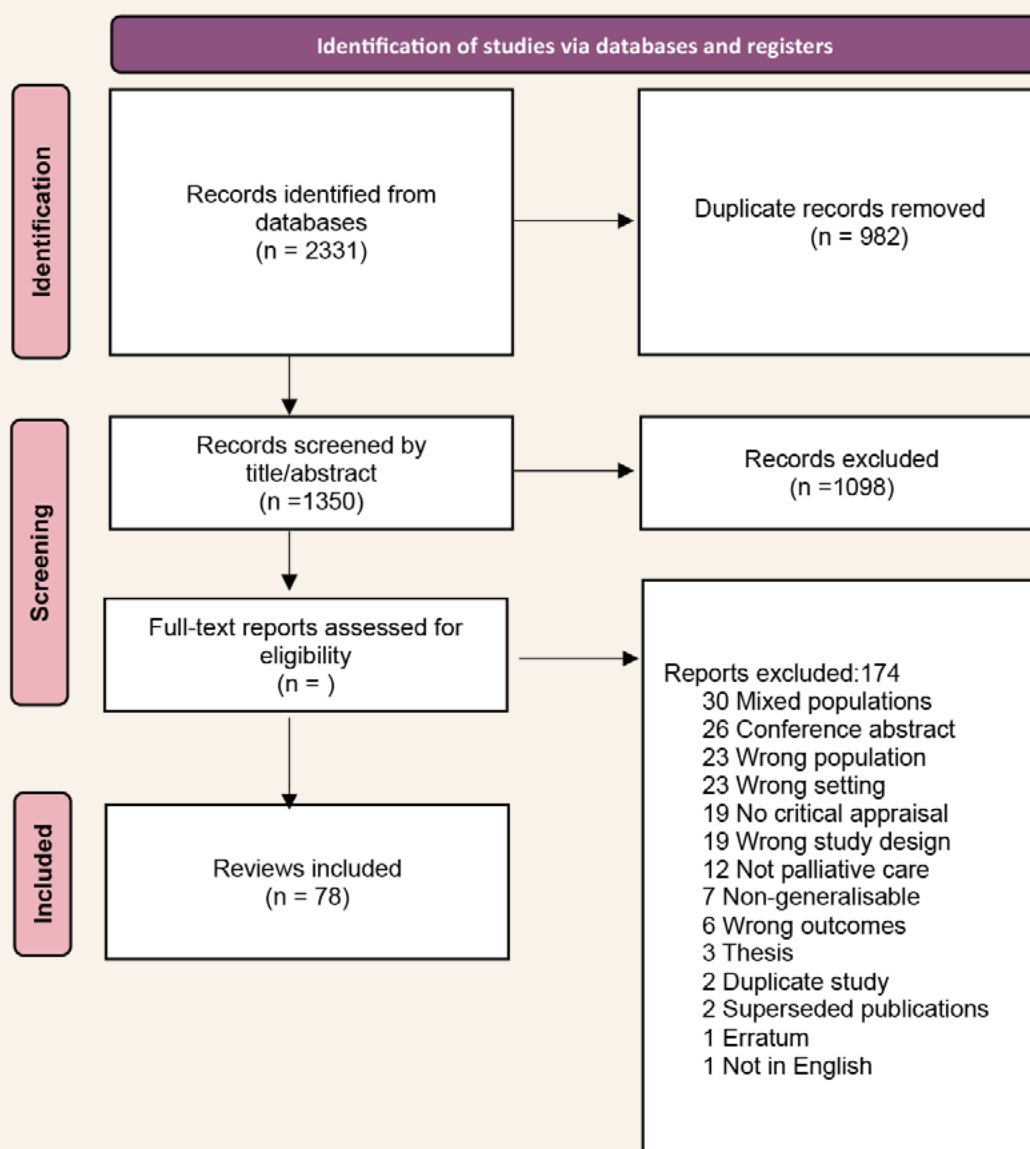 Identification of studies via databases and registers
Identification
Records identified from
databases
(n = 2331)
Duplicate records removed
(n = 982)
Screening
Records screened by
title/abstract
(n =1350)
Records excluded
(n =1098)
Full-text reports assessed for
eligibility
(n = )
Reports excluded:174
30 Mixed populations
26 Conference abstract
23 Wrong population
23 Wrong setting
19 No critical appraisal
19 Wrong study design
12 Not palliative care
7 Non-generalisable
6 Wrong outcomes
3 Thesis
2 Duplicate study
2 Superseded publications
1 Erratum
1 Not in English
Included
Reviews included
(n = 78)